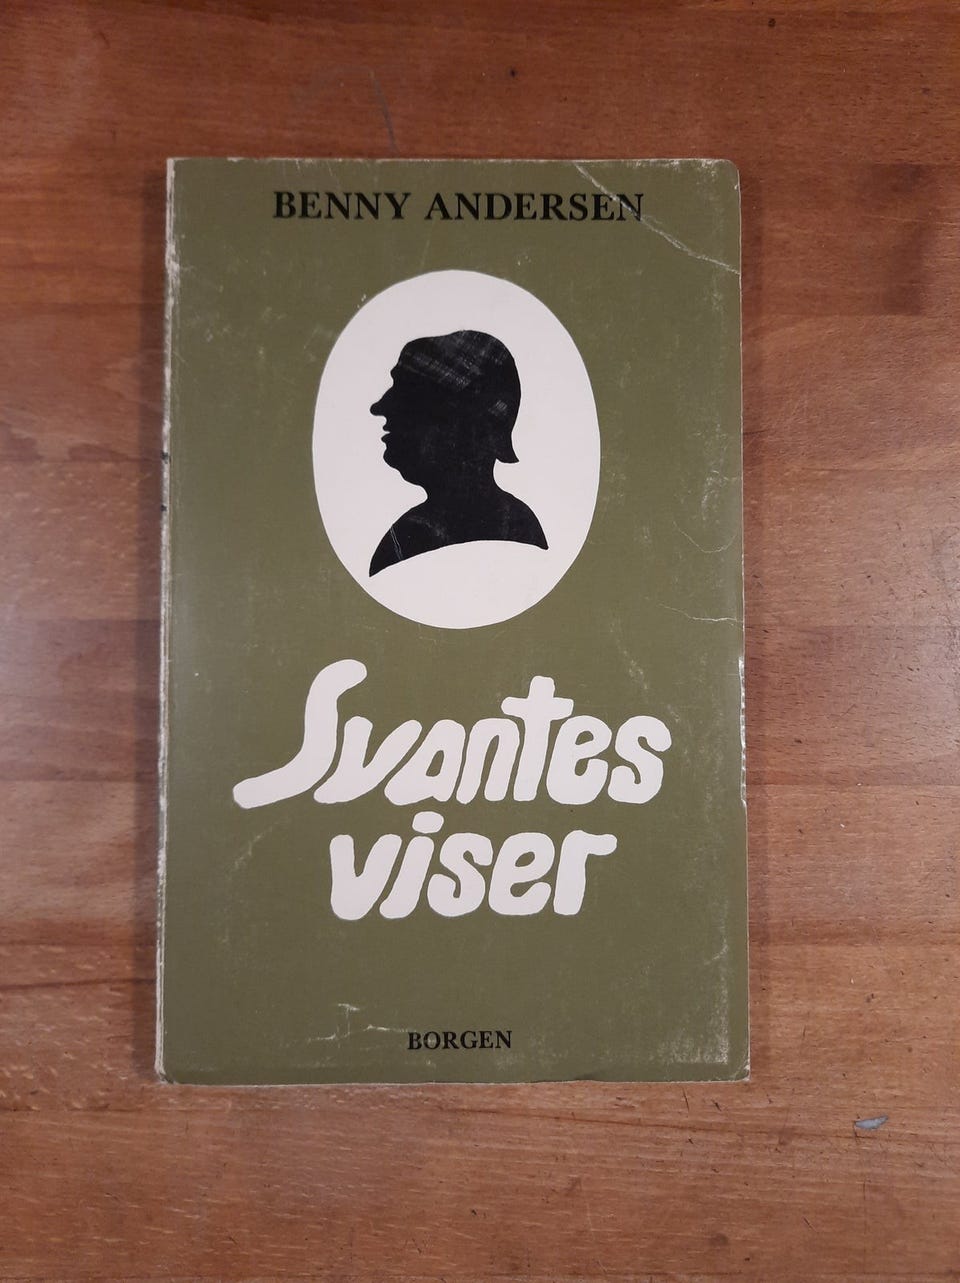 BENNY ANDERSEN
Svantes
viser
BORGEN